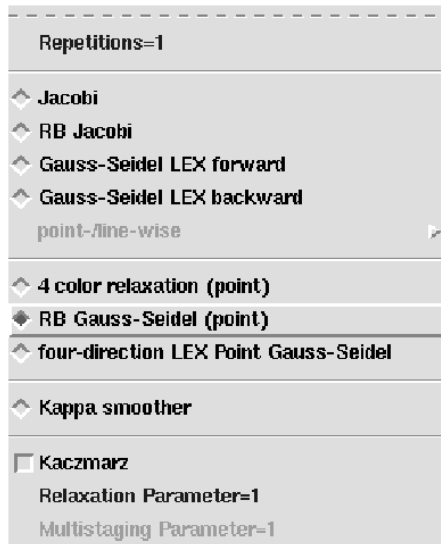 Repetitions=1
Jacobi
RB Jacobi
Gauss-Seidel LEX forward
Gauss-Seidel LEX backward
point-/line-wise
4 color relaxation (point)
RB Gauss-Seidel (point)
four-direction LEX Point Gauss-Seidel
Kappa smoother
Kaczmarz
Relaxation Parameter=1
Multistaging Parameter=1